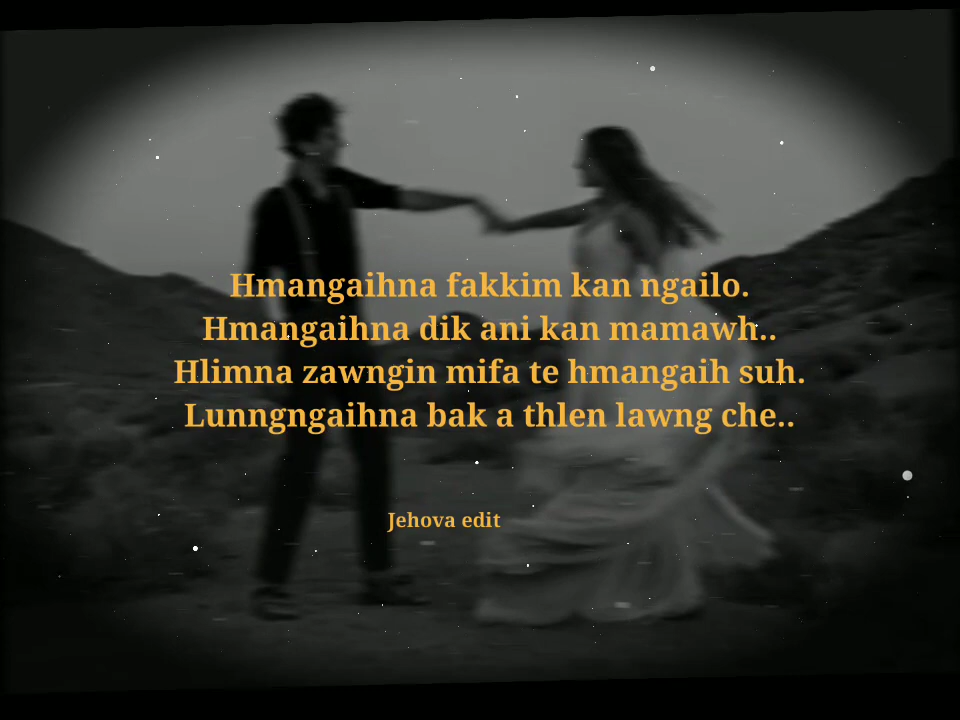 Hmangaihna fakkim kan ngailo.
Hmangaihna dik ani kan mamawh..
Hlimna zawngin mifa te hmangaih suh.
Lunngngaihna bak a thlen lawng che..
Jehova edit